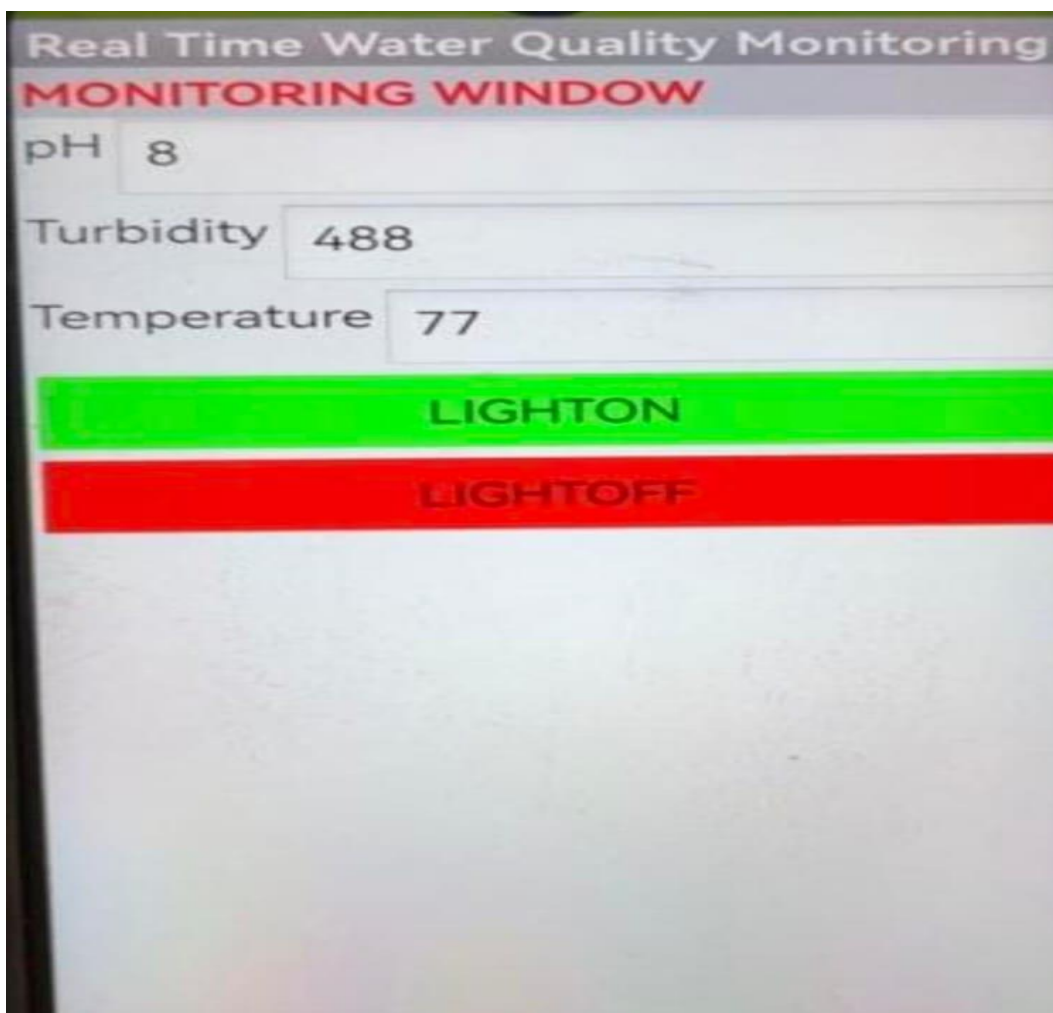 Real Time Water Quality Monitoring
MONITORING WINDOW
pH 8
Turbidity 488
Temperature 77
LIGHTON
LIGHTOFF